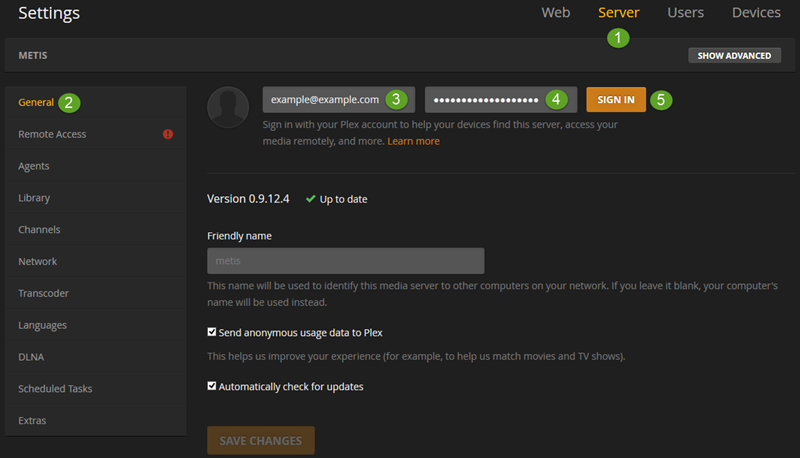 Settings
Web Server Users Devices
1
METIS
SHOW ADVANCED
General 2
Remote Access
Agents
Library
Channels
Network
Transcoder
Languages
DLNA
Scheduled Tasks
Extras
example@example.com 3 ••••••••••••••••••• 4 SIGN IN 5
Sign in with your Plex account to help your devices find this server, access your
media remotely, and more. Learn more
Version 0.9.12.4 Up to date
Friendly name
metis
This name will be used to identify this media server to other computers on your network. If you leave it blank, your computer's
name will be used instead.
Send anonymous usage data to Plex
This helps us improve your experience (for example, to help us match movies and TV shows).
Automatically check for updates
SAVE CHANGES